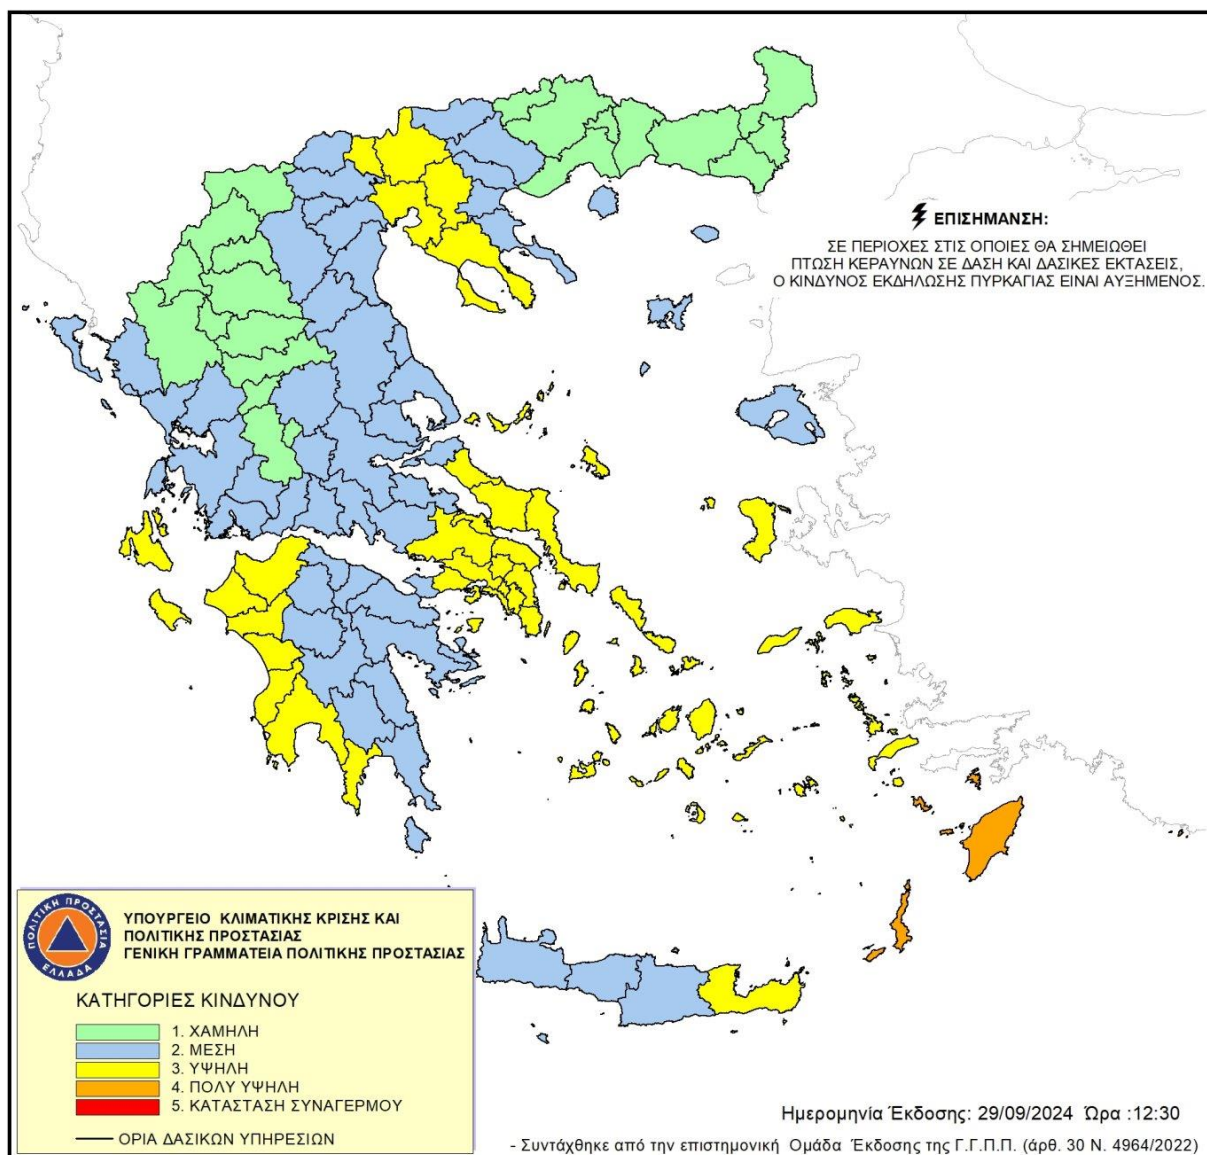 ΕΠΙΣΗΜΑΝΣΗ:
ΣΕ ΠΕΡΙΟΧΕΣ ΣΤΙΣ ΟΠΟΙΕΣ ΘΑ ΣΗΜΕΙΩΘΕΙ
ΠΤΩΣΗ ΚΕΡΑΥΝΩΝ ΣΕ ΔΑΣΗ ΚΑΙ ΔΑΣΙΚΕΣ ΕΚΤΑΣΕΙΣ,
Ο ΚΙΝΔΥΝΟΣ ΕΚΔΗΛΩΣΗΣ ΠΥΡΚΑΓΙΑΣ ΕΙΝΑΙ ΑΥΞΗΜΕΝΟΣ.
ΠΟΛΙΤΙΚΗ ΠΡΟΣΤΑΣΙΑ
ΕΛΛΑΔΑ
ΥΠΟΥΡΓΕΙΟ ΚΛΙΜΑΤΙΚΗΣ ΚΡΙΣΗΣ ΚΑΙ
ΠΟΛΙΤΙΚΗΣ ΠΡΟΣΤΑΣΙΑΣ
ΓΕΝΙΚΗ ΓΡΑΜΜΑΤΕΙΑ ΠΟΛΙΤΙΚΗΣ ΠΡΟΣΤΑΣΙΑΣ
ΚΑΤΗΓΟΡΙΕΣ ΚΙΝΔΥΝΟΥ
1. ΧΑΜΗΛΗ
2. ΜΕΣΗ
3. ΥΨΗΛΗ
4. ΠΟΛΥ ΥΨΗΛΗ
5. ΚΑΤΑΣΤΑΣΗ ΣΥΝΑΓΕΡΜΟΥ
ΟΡΙΑ ΔΑΣΙΚΩΝ ΥΠΗΡΕΣΙΩΝ
Ημερομηνία Έκδοσης: 29/09/2024 Ώρα :12:30
- Συντάχθηκε από την επιστημονική Ομάδα Έκδοσης της Γ.Γ.Π.Π. (άρθ. 30 Ν. 4964/2022)